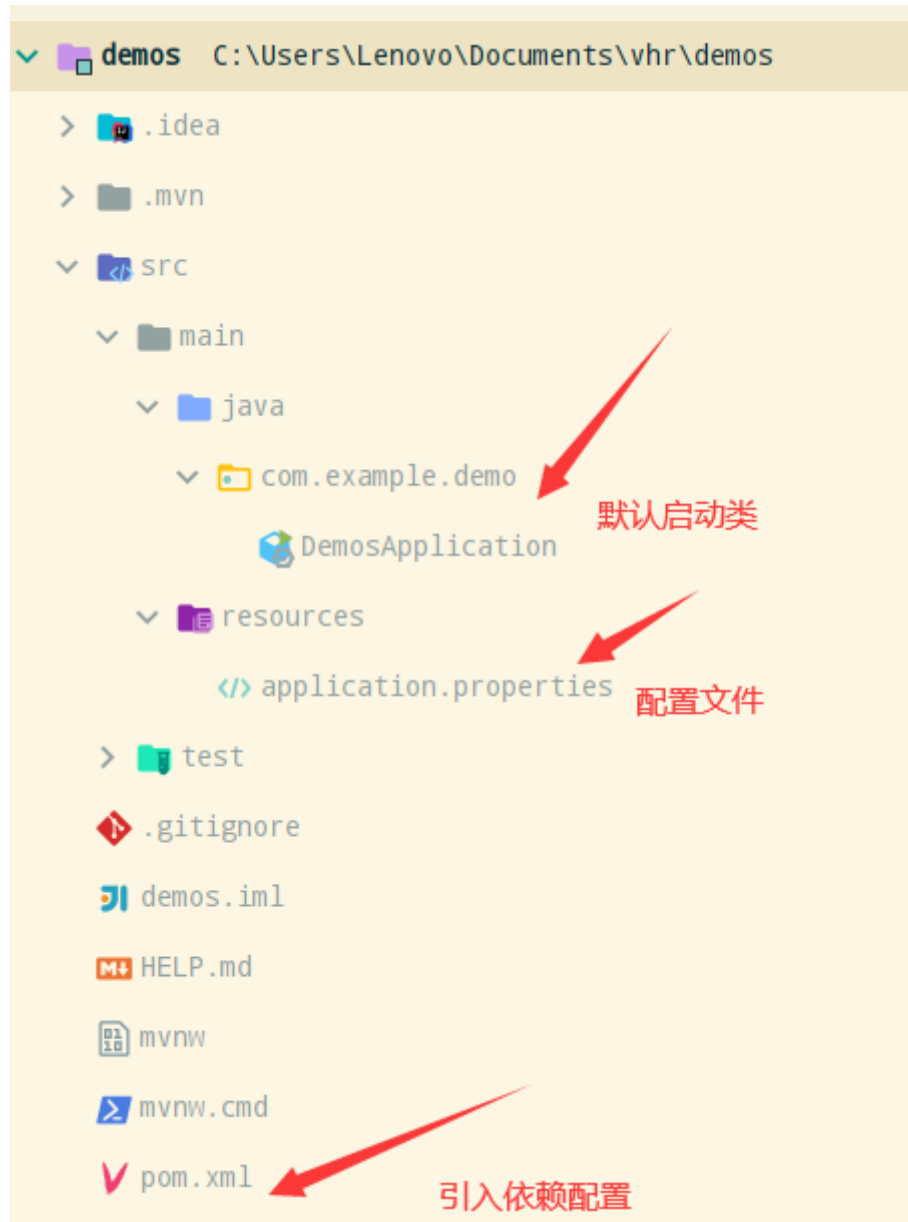 demos C:\Users\Lenovo\Documents\vhr\demos
.idea
.mvn
src
main
java
com.example.demo
默认启动类
DemosApplication
resources
application.properties
配置文件
test
.gitignore
demos.iml
HELP.md
mvnw
mvnw.cmd
pom.xml
引入依赖配置